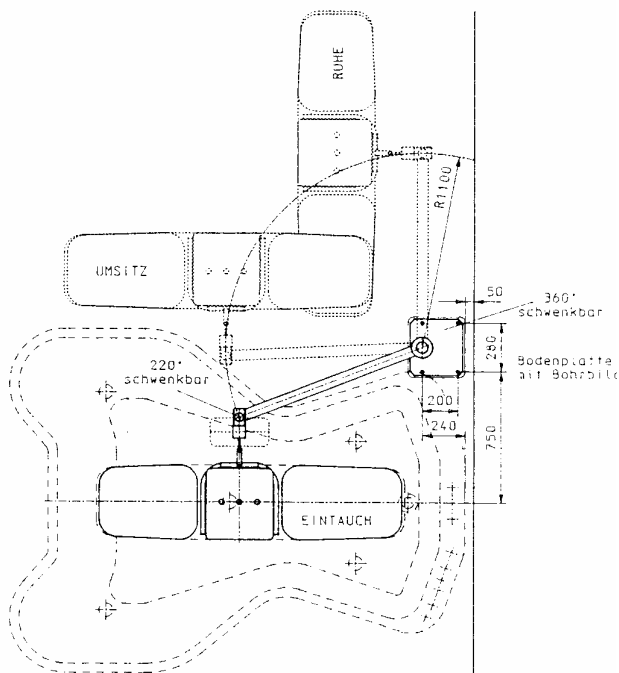 RUHE
R1100
UMSITZ
50
360°
schwenkbar
280
Bodenplatte
mit Bohrbild
220°
schwenkbar
200
240
750
EINTAUCH